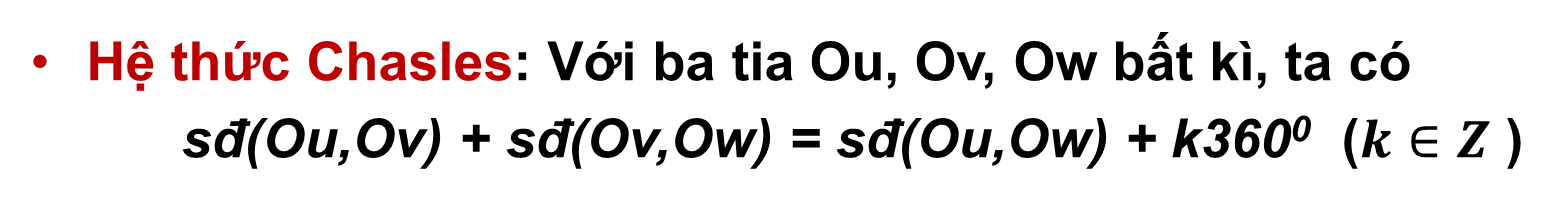 • Hệ thức Chasles: Với ba tia Ou, Ov, Ow bất kì, ta có
sđ(Ou,Ov) + sđ(Ov,Ow) = sđ(Ou,Ow) + k360⁰ (𝒌 ∈ 𝒁 )